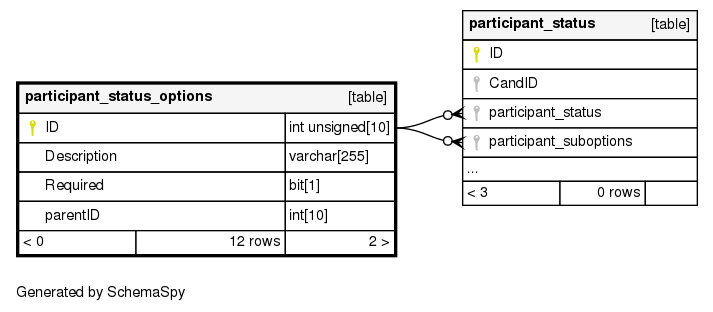 participant_status_options [table]
ID int unsigned[10]
Description varchar[255]
Required bit[1]
parentID int[10]
< 0 12 rows 2 >
participant_status [table]
ID
CandID
participant_status
participant_suboptions
...
< 3 0 rows
Generated by SchemaSpy